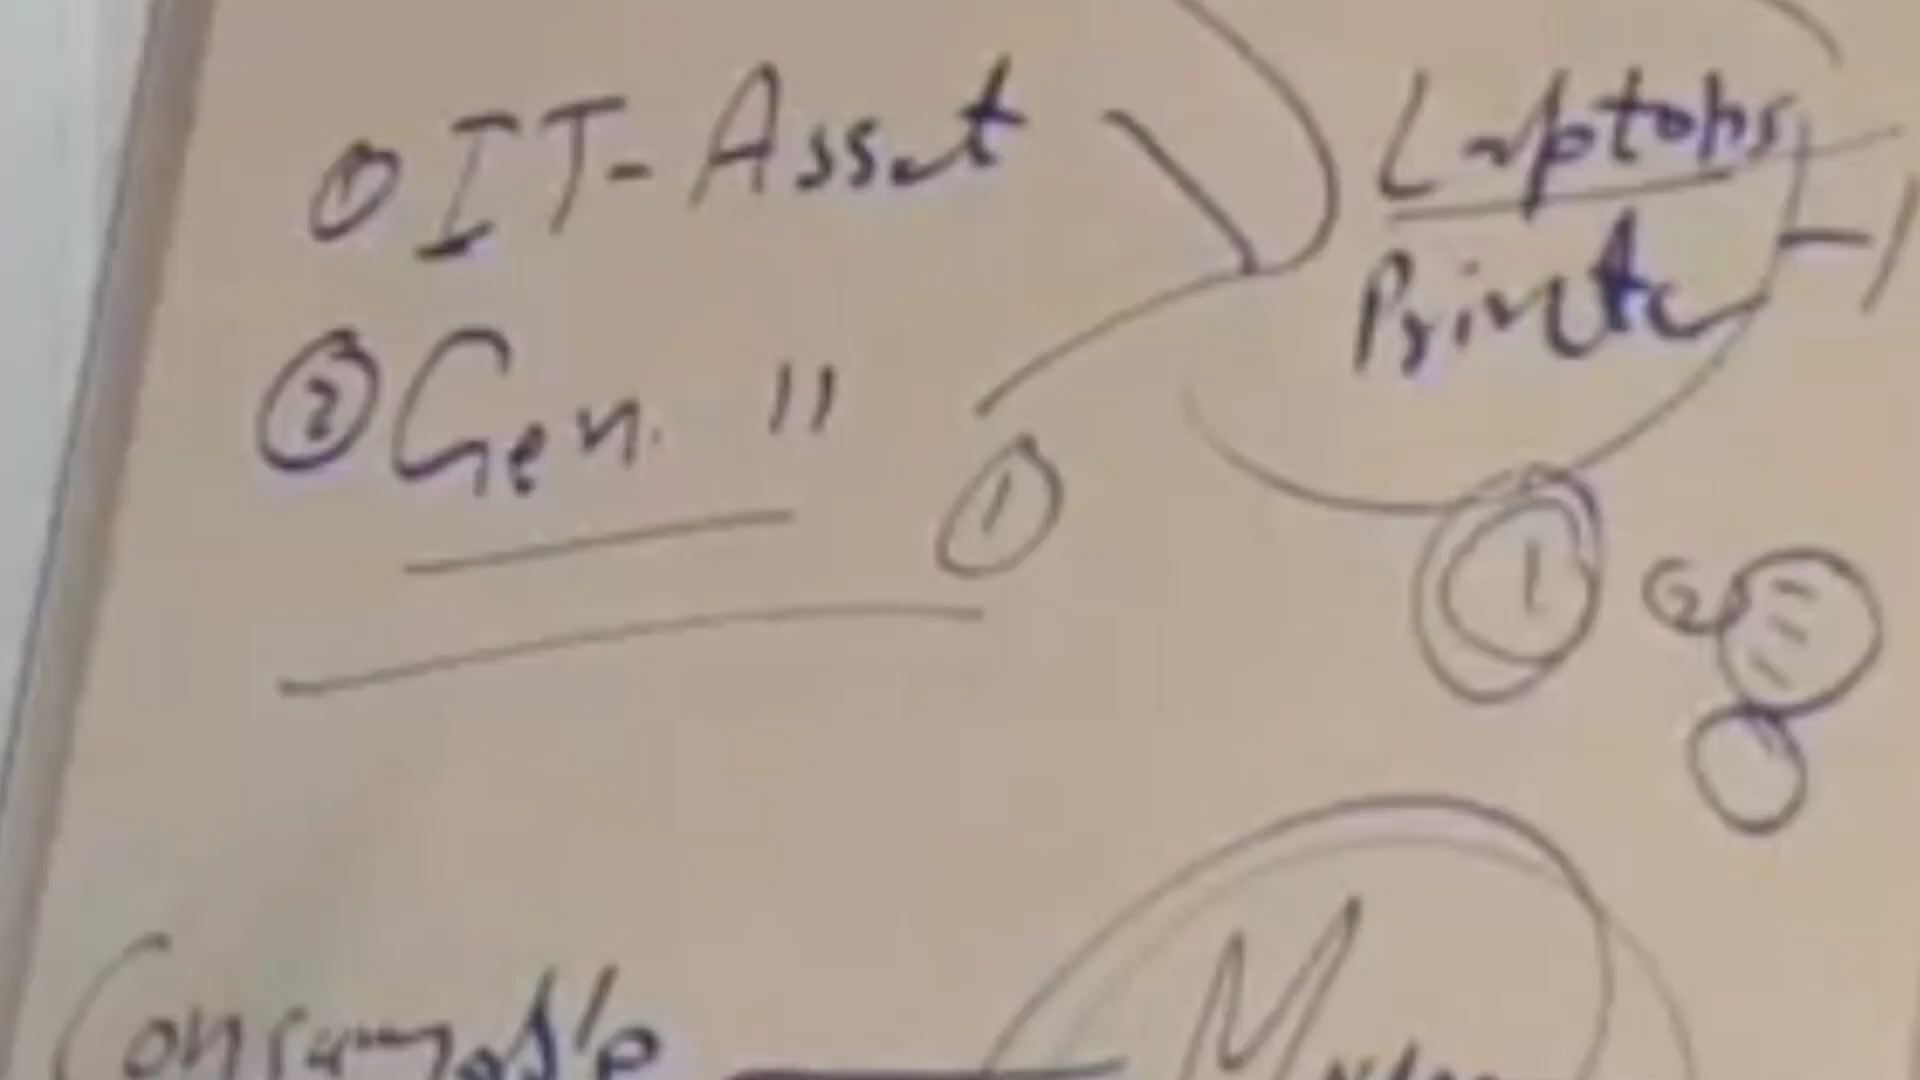 ① IT-Asset
② Gen. "
Laptops
Printer
①
①
Consumable